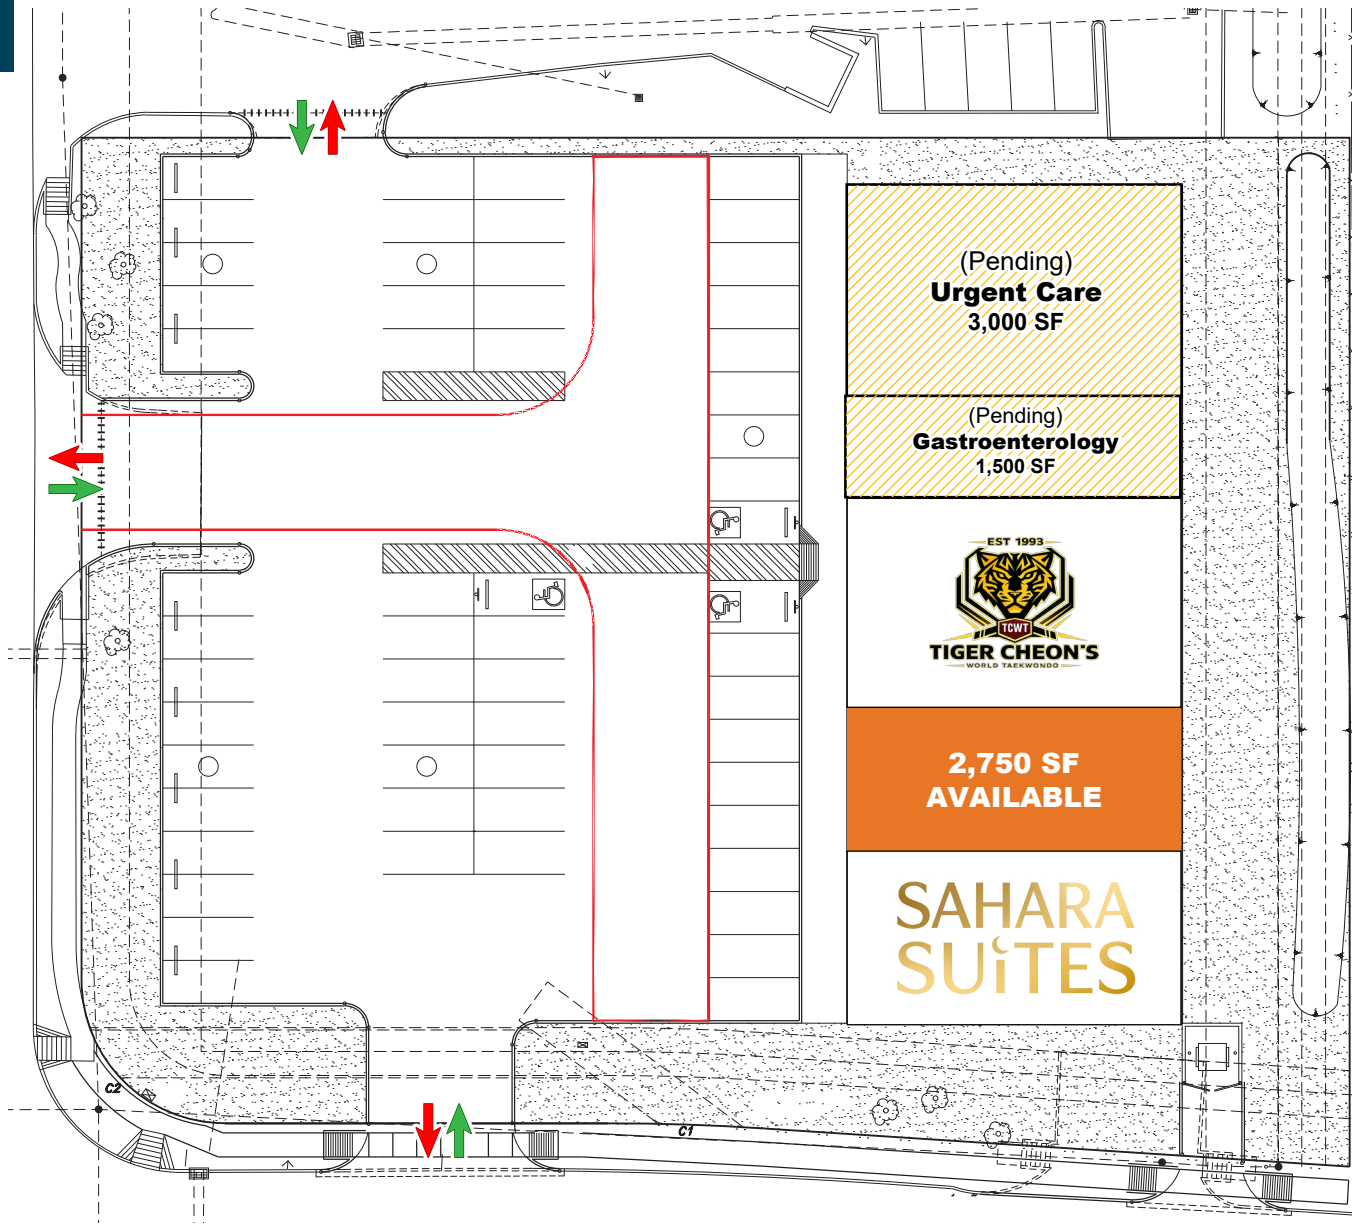 (Pending)
Urgent Care
3,000 SF
(Pending)
Gastroenterology
1,500 SF
EST 1993
TCWT
TIGER CHEON'S
WORLD TAEKWONDO
2,750 SF
AVAILABLE
SAHARA
SUiTES
C2
C1